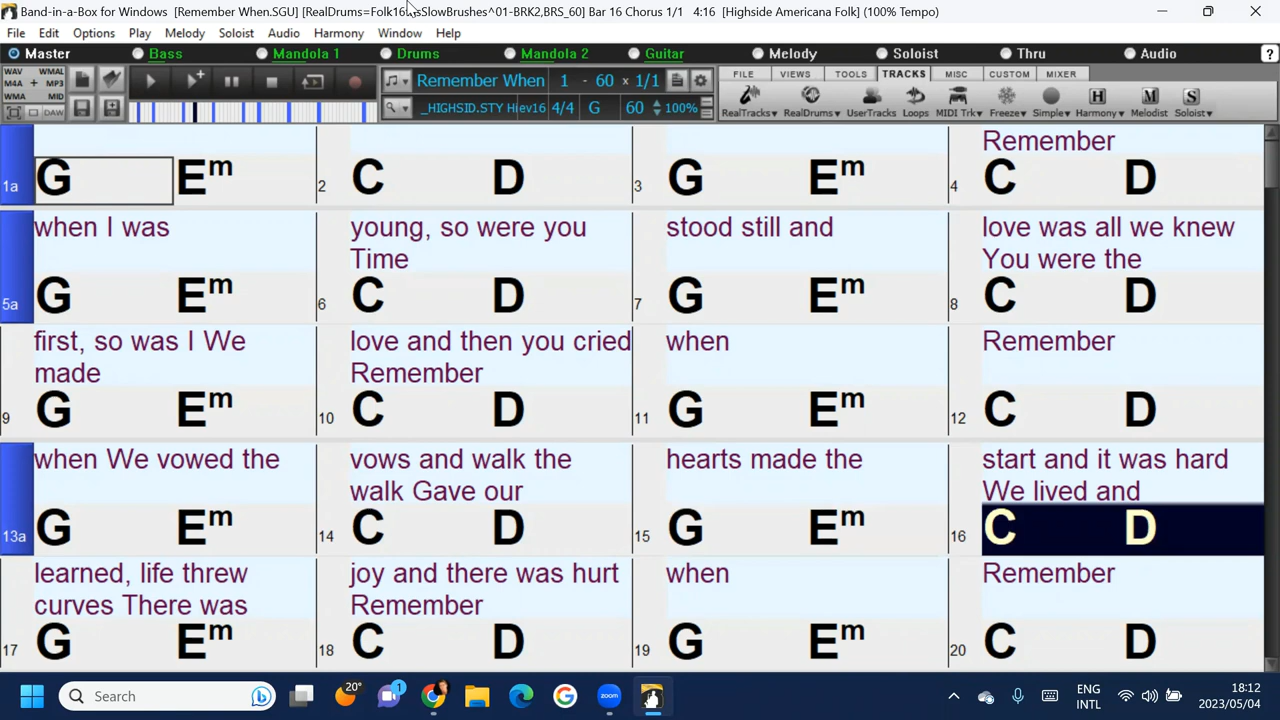 Band-in-a-Box for Windows [Remember When.SGU] [RealDrums=Folk16thsSlowBrushes^01-BRK2,BRS_60] Bar 16 Chorus 1/1 4:16 [Highside Americana Folk] (100% Tempo)
File Edit Options Play Melody Soloist Audio Harmony Window Help
Master Bass Mandola 1 Drums Mandola 2 Guitar Melody Soloist Thru Audio ?
WAV WMAL
M4A + MP3
WMA MID
DAW
Remember When 1 - 60 x 1/1
_HIGHSID.STY Hiev16 4/4 G 60 100%
FILE VIEWS TOOLS TRACKS MISC CUSTOM MIXER
RealTracks RealDrums UserTracks Loops MIDI Trk Freeze Simple Harmony Melodist Soloist
H M S
Remember
1a G Em 2 C D 3 G Em 4 C D
when I was young, so were you stood still and love was all we knew
Time You were the
5a G Em 6 C D 7 G Em 8 C D
first, so was I We love and then you cried when Remember
made Remember
9 G Em 10 C D 11 G Em 12 C D
when We vowed the vows and walk the hearts made the start and it was hard
walk Gave our We lived and
13a G Em 14 C D 15 G Em 16 C D
learned, life threw joy and there was hurt when Remember
curves There was Remember
17 G Em 18 C D 19 G Em 20 C D
Search 20° 1 zoom ENG 18:12
INTL 2023/05/04